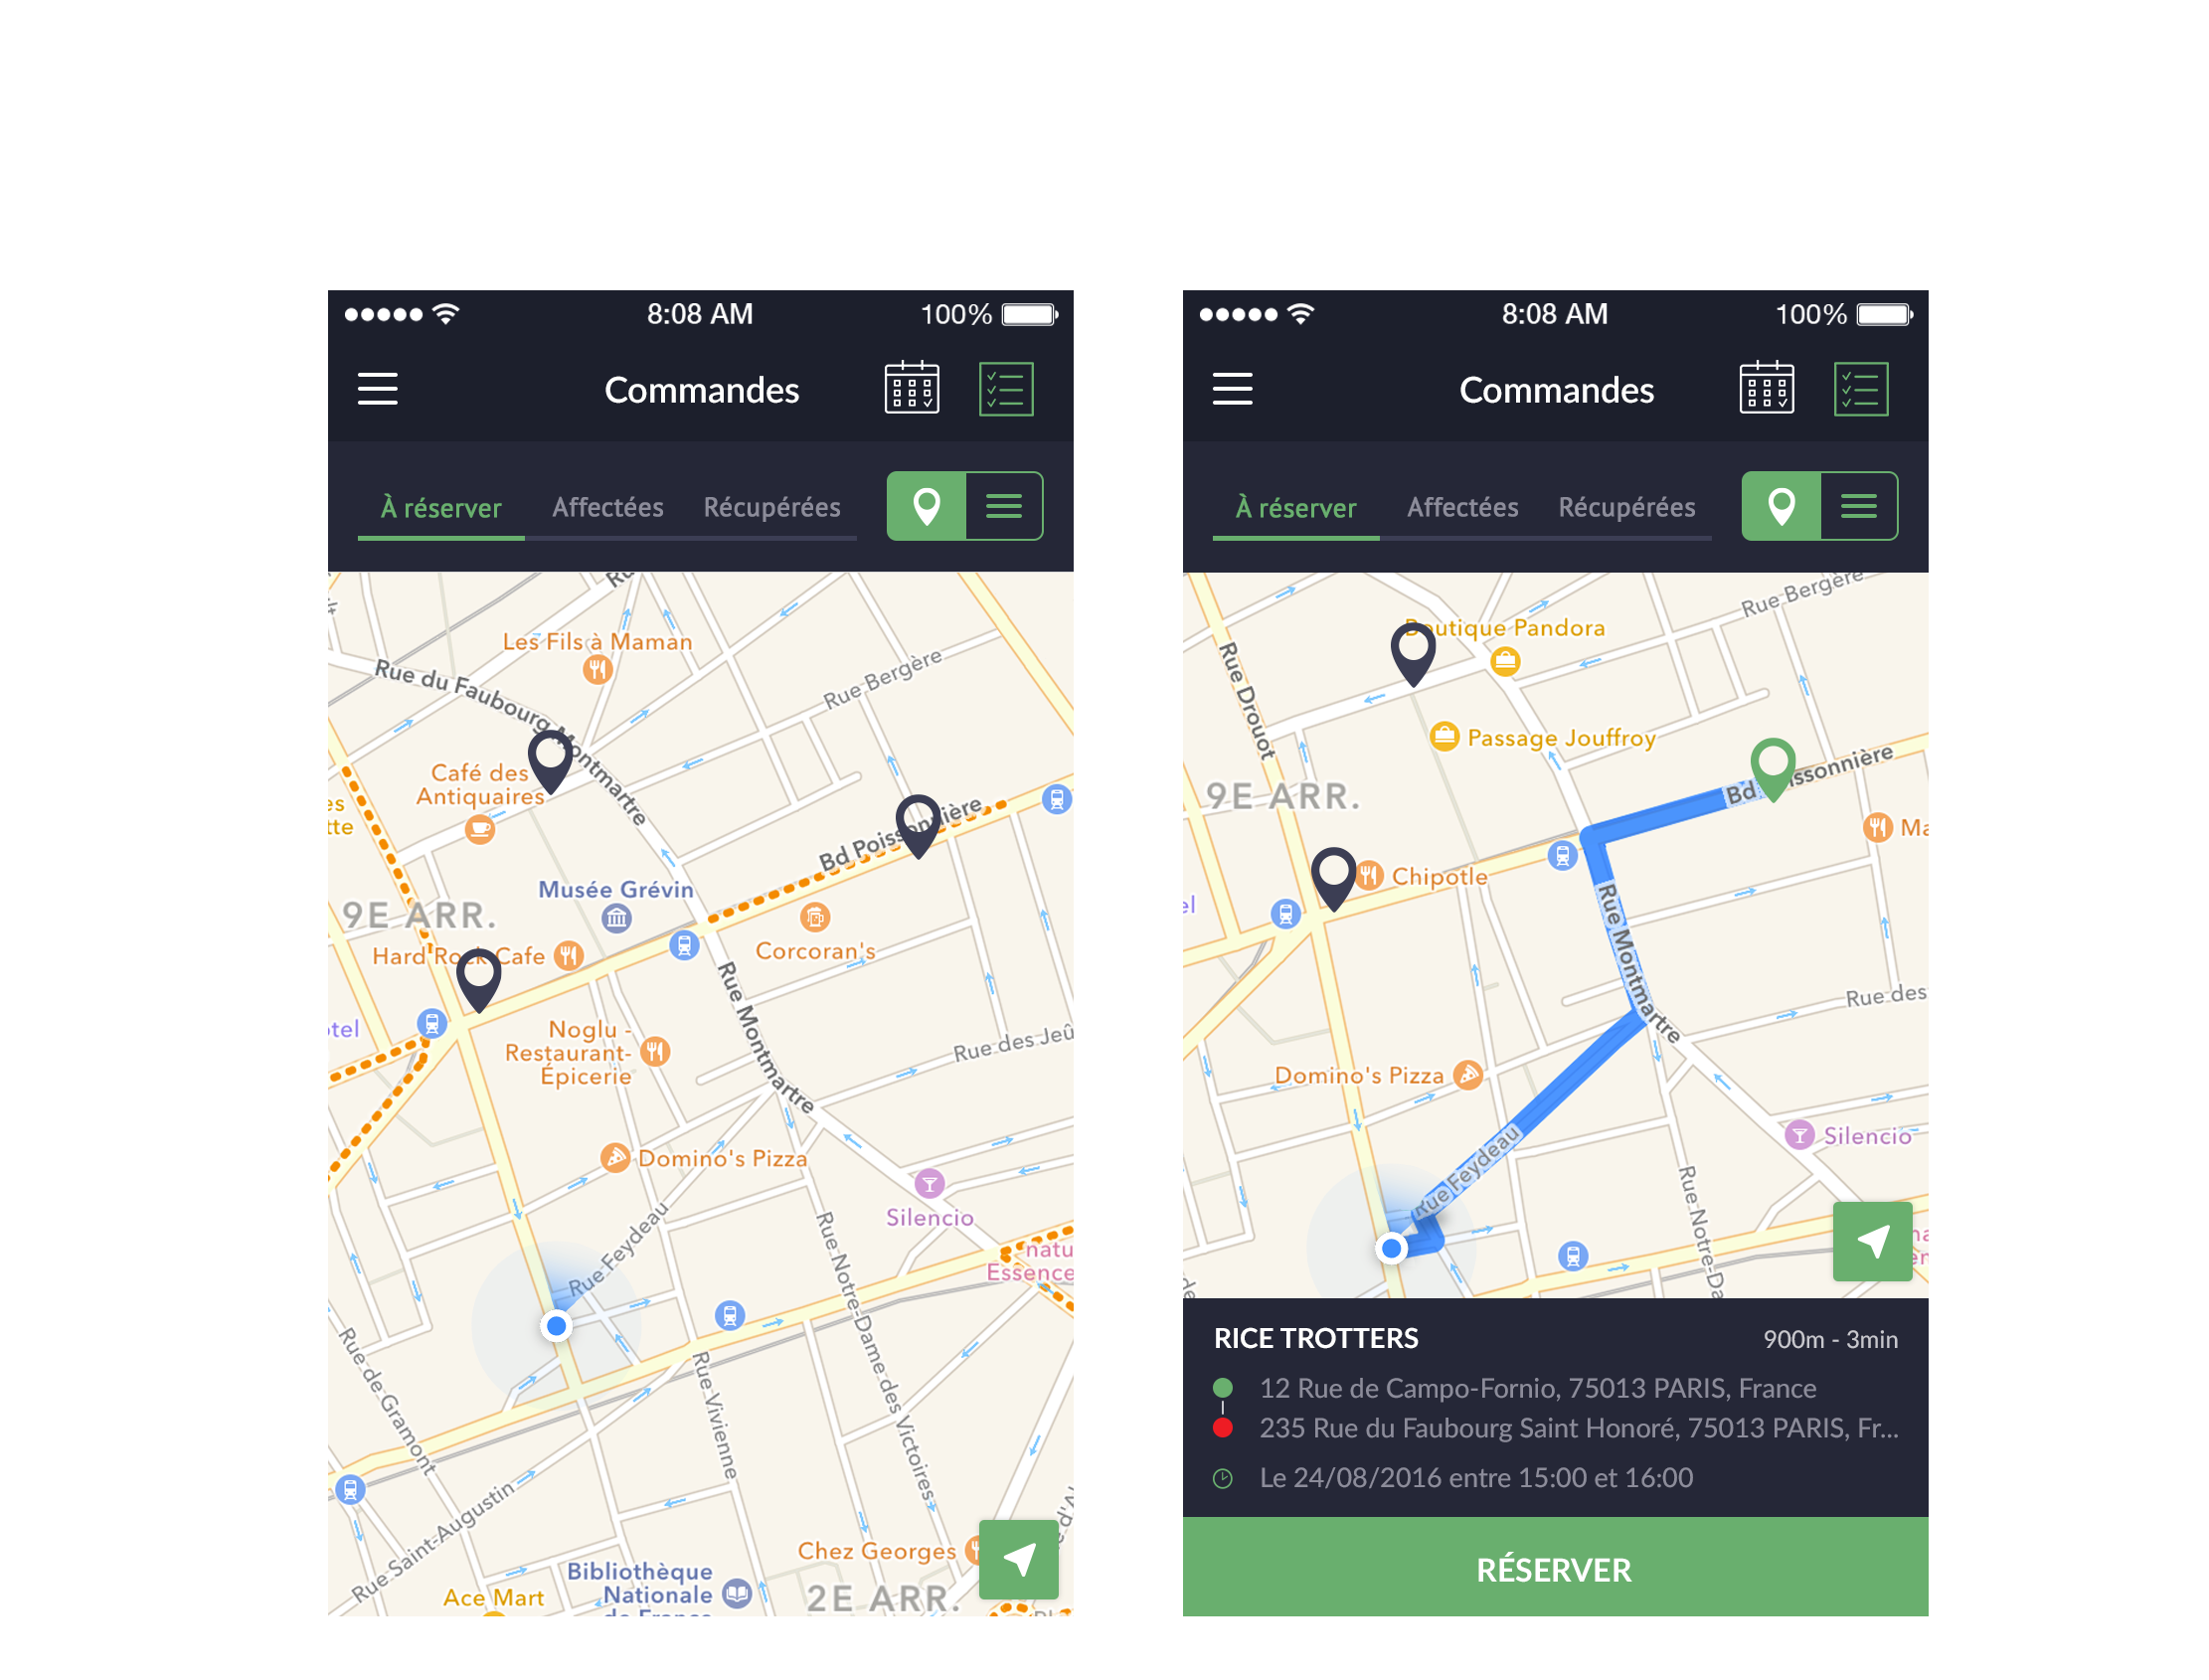 8:08 AM
100%
Commandes
À réserver
Affectées
Récupérées
Les Fils à Maman
Rue du Faubourg Montmartre
Rue Bergère
Café des
Antiquaires
Bd Poissonnière
Musée Grévin
9E ARR.
Hard Rock Cafe
Corcoran's
Noglu -
Restaurant-
Épicerie
Rue Montmartre
Rue des Jeû
Domino's Pizza
Silencio
Rue Feydeau
natu
Essence
Rue de Gramont
Rue Vivienne
Rue Notre-Dame des Victoires
Rue Saint-Augustin
Chez Georges
Bibliothèque
Nationale
de France
Ace Mart
2E ARR.
8:08 AM
100%
Commandes
À réserver
Affectées
Récupérées
Rue Bergère
Boutique Pandora
Rue Drouot
Passage Jouffroy
Bd Poissonnière
9E ARR.
Ma
Chipotle
Rue Montmartre
Rue des
Domino's Pizza
Silencio
Rue Feydeau
Rue Notre-Da
RICE TROTTERS
900m - 3min
12 Rue de Campo-Fornio, 75013 PARIS, France
235 Rue du Faubourg Saint Honoré, 75013 PARIS, Fr...
Le 24/08/2016 entre 15:00 et 16:00
RÉSERVER